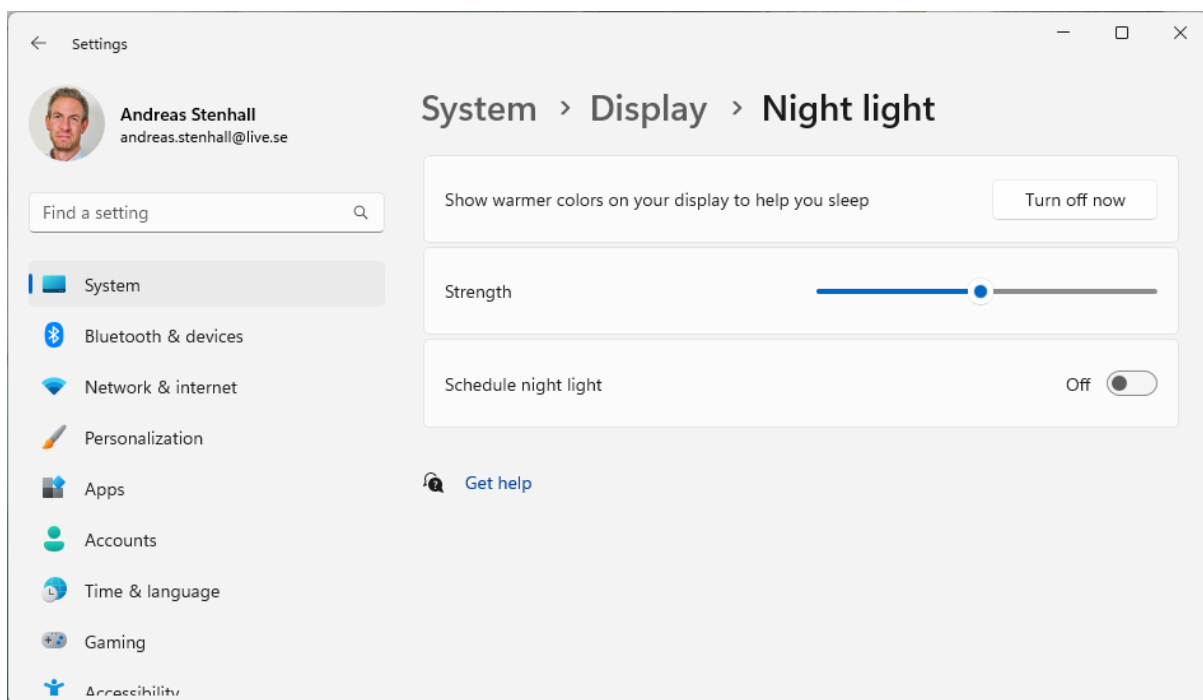 Settings
Andreas Stenhall
andreas.stenhall@live.se
Find a setting
System
Bluetooth & devices
Network & internet
Personalization
Apps
Accounts
Time & language
Gaming
Accessibility
System > Display > Night light
Show warmer colors on your display to help you sleep
Turn off now
Strength
Schedule night light
Off
Get help